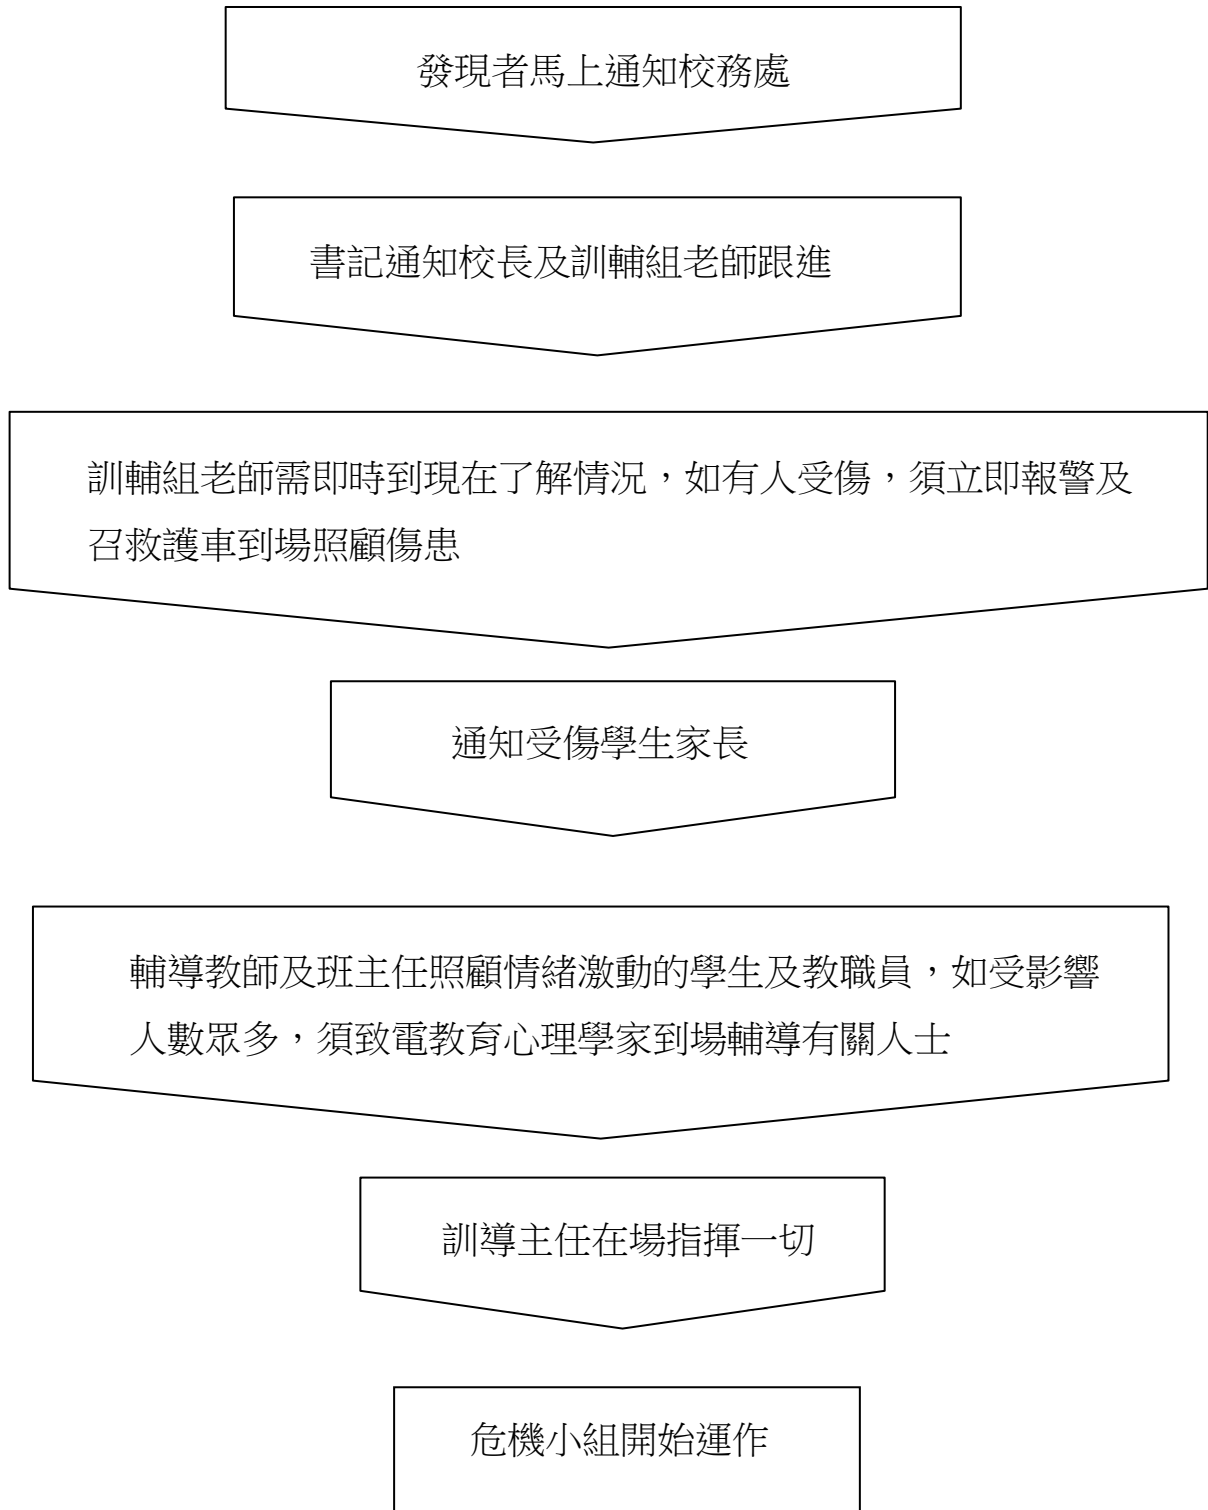 發現者馬上通知校務處
書記通知校長及訓輔組老師跟進
訓輔組老師需即時到現在了解情況，如有人受傷，須立即報警及
召救護車到場照顧傷患
通知受傷學生家長
輔導教師及班主任照顧情緒激動的學生及教職員，如受影響
人數眾多，須致電教育心理學家到場輔導有關人士
訓導主任在場指揮一切
危機小組開始運作